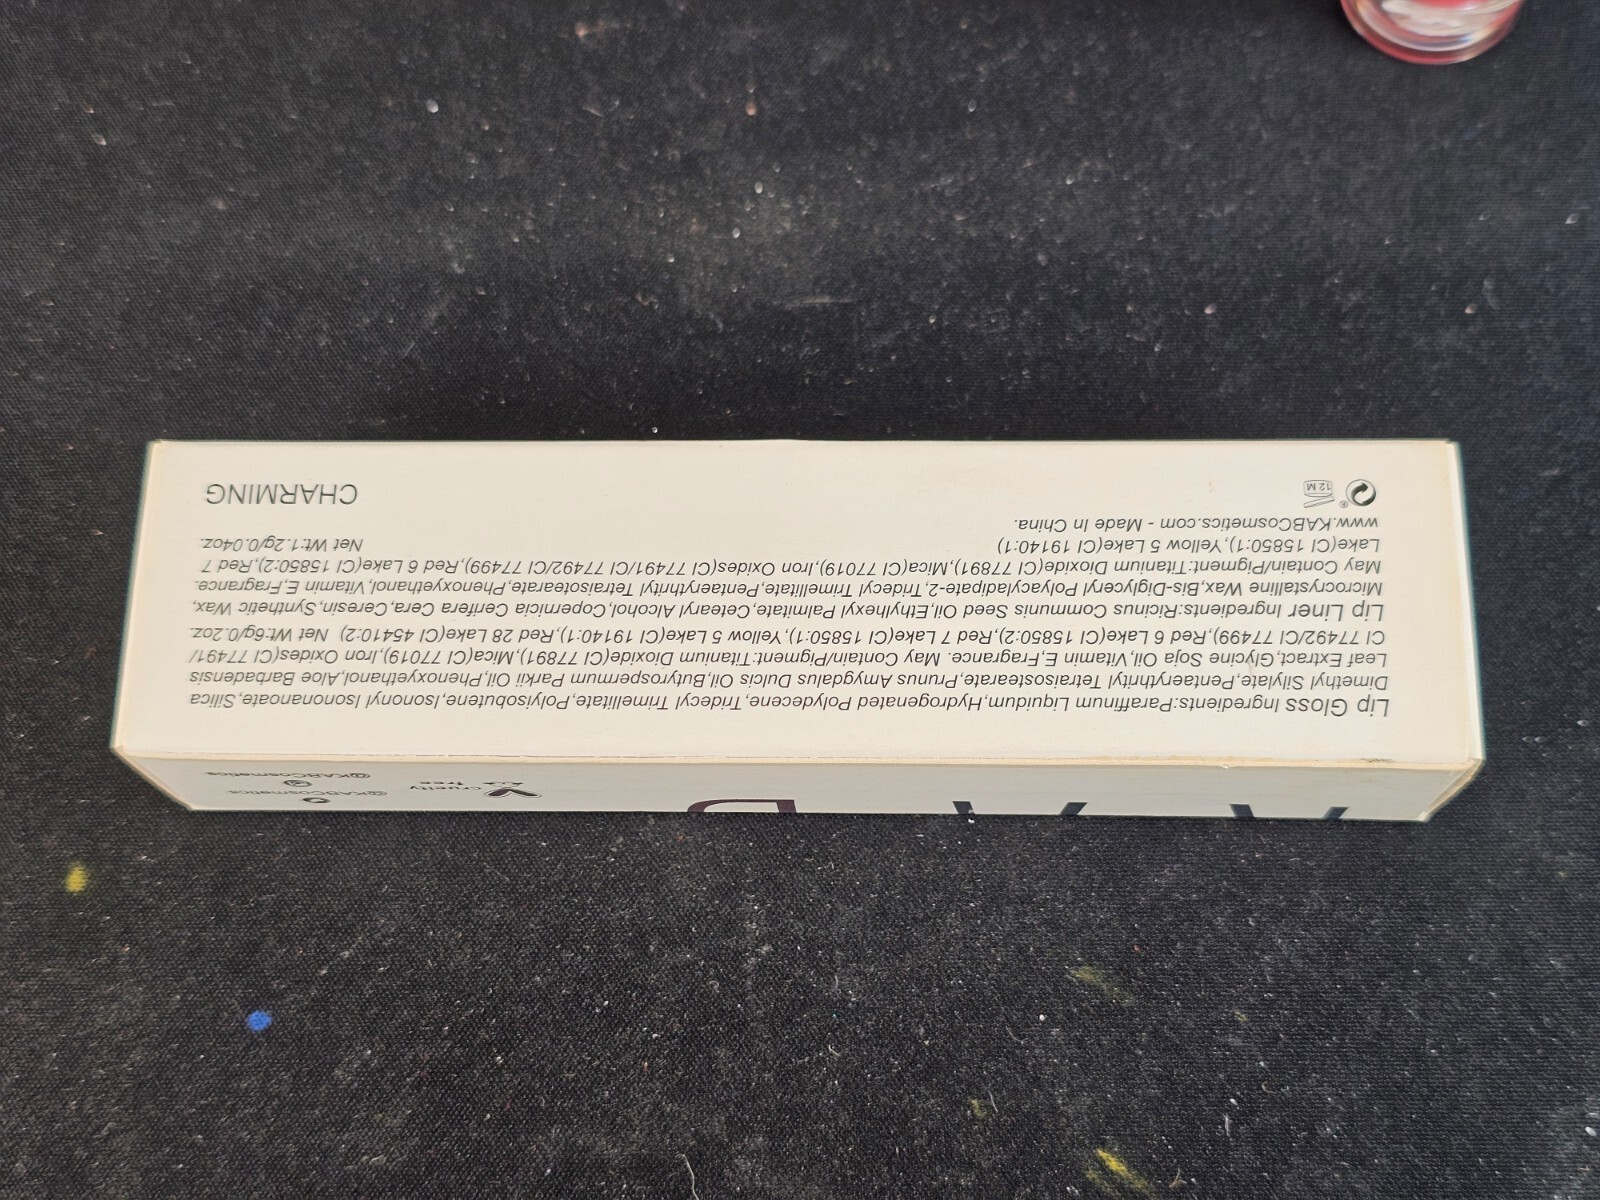 Lip Gloss Ingredients:Paraffinum Liquidum,Hydrogenated Polydecene,Tridecyl Trimellitate,Polyisobutene,Isononyl Isononanoate,Silica
Dimethyl Silylate,Pentaerythrityl Tetraisostearate,Prunus Amygdalus Dulcis Oil,Butyrospermum Parkii Oil,Phenoxyethanol,Aloe Barbadensis
Leaf Extract,Glycine Soja Oil,Vitamin E,Fragrance. May Contain/Pigment:Titanium Dioxide(CI 77891),Mica(CI 77019),Iron Oxides(CI 77491/
CI 77492/CI 77499),Red 6 Lake(CI 15850:2),Red 7 Lake(CI 15850:1),Yellow 5 Lake(CI 19140:1),Red 28 Lake(CI 45410:2) Net Wt:6g/0.2oz.
Lip Liner Ingredients:Ricinus Communis Seed Oil,Ethylhexyl Palmitate,Cetearyl Alcohol,Copernicia Cerifera Cera,Ceresin,Synthetic Wax,
Microcrystalline Wax,Bis-Diglyceryl Polyacyladipate-2,Tridecyl Trimellitate,Pentaerythrityl Tetraisotearate,Phenoxyethanol,Vitamin E,Fragrance.
May Contain/Pigment:Titanium Dioxide(CI 77891),Mica(CI 77019),Iron Oxides(CI 77491/CI 77492/CI 77499),Red 6 Lake(CI 15850:2),Red 7
Lake(CI 15850:1),Yellow 5 Lake(CI 19140:1) Net Wt:1.2g/0.04oz.
www.KABCosmetics.com - Made In China.
12 M
CHARMING
cruelty
free
@KABCosmetics
@KABCosmetics